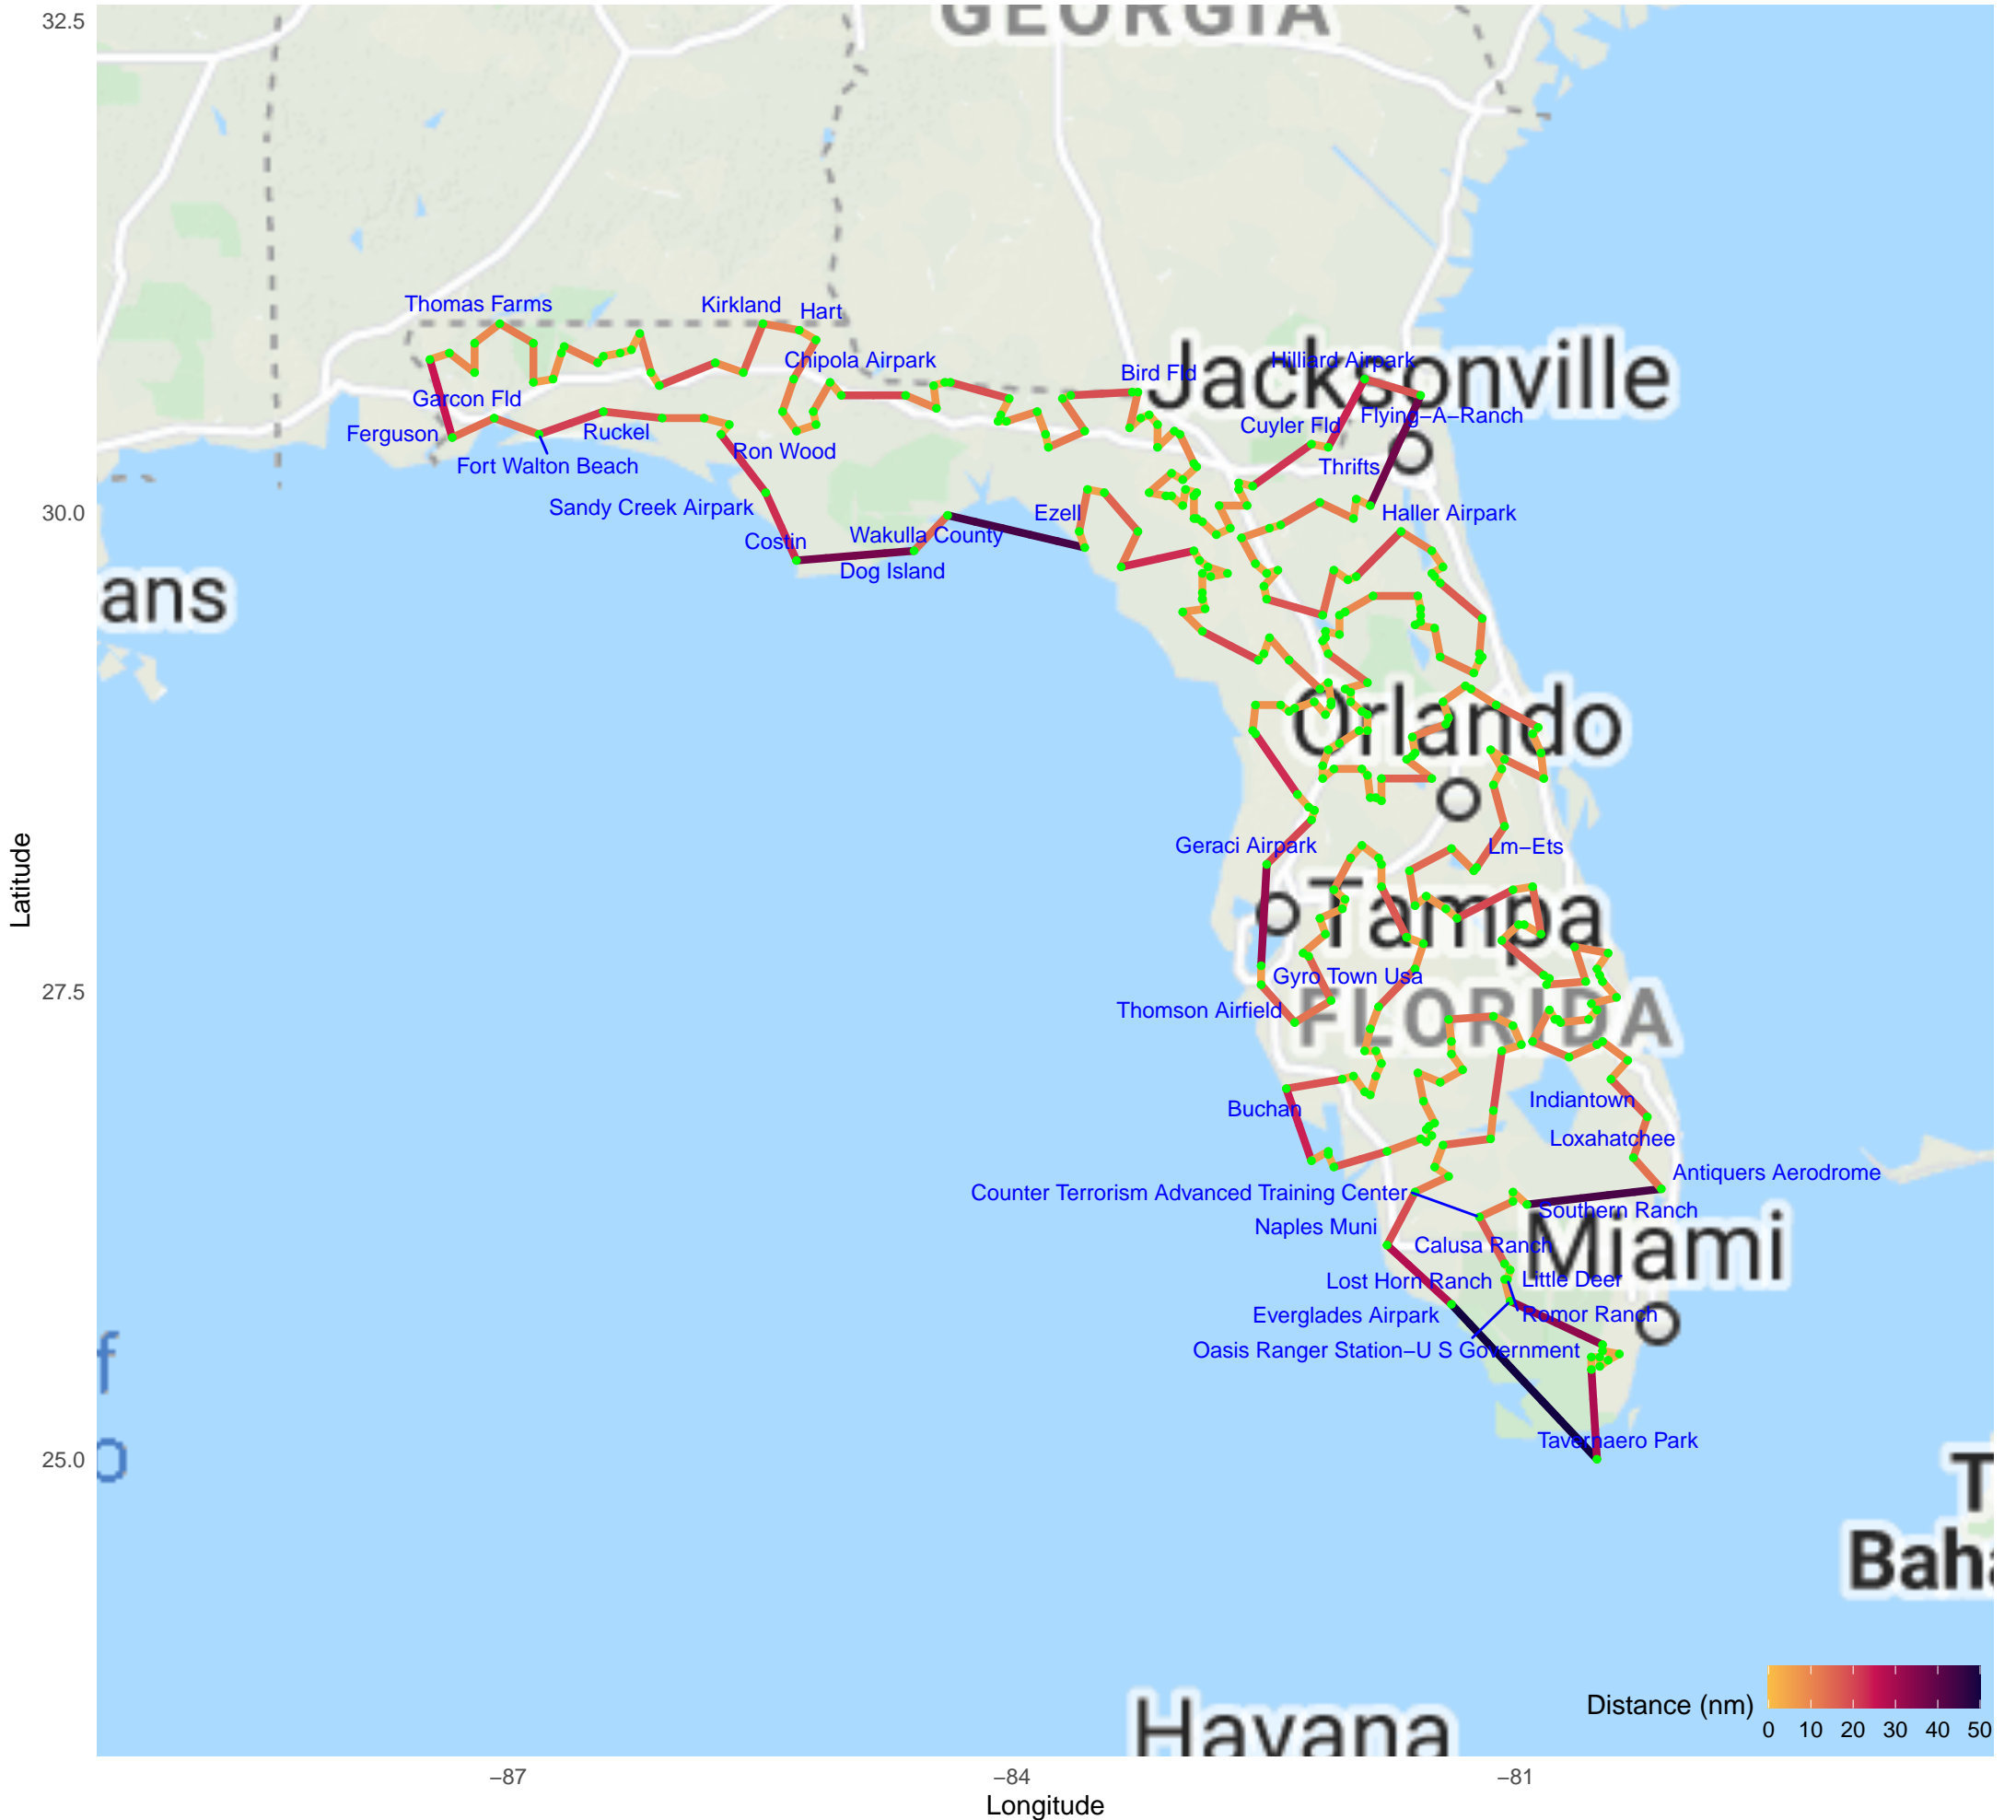 32.5
GEORGIA
Thomas Farms
Kirkland
Hart
Chipola Airpark
Bird Fld
Jacksonville
Hilliard Airpark
Garcon Fld
Flying−A−Ranch
Ferguson
Ruckel
Cuyler Fld
Ron Wood
Fort Walton Beach
Thrifts
Sandy Creek Airpark
30.0
Ezell
Haller Airpark
Costin
Wakulla County
Dog Island
ans
Orlando
Geraci Airpark
Lm−Ets
Latitude
Tampa
27.5
Gyro Town Usa
Thomson Airfield
FLORIDA
Buchan
Indiantown
Loxahatchee
Antiquers Aerodrome
Counter Terrorism Advanced Training Center
Southern Ranch
Naples Muni
Calusa Ranch
Miami
Lost Horn Ranch
Little Deer
Everglades Airpark
Romor Ranch
Oasis Ranger Station−U S Government
f
Tavernaero Park
25.0
o
T
Baha
Havana
Distance (nm)
0 10 20 30 40 50
−87
−84
−81
Longitude